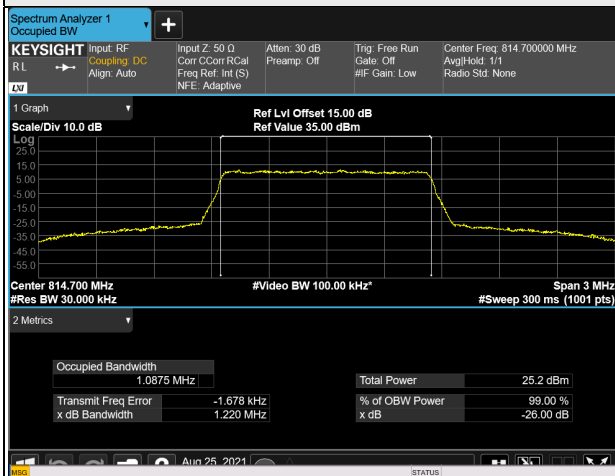 Spectrum Analyzer 1
Occupied BW
+
KEYSIGHT Input: RF Input Z: 50 Ω Atten: 30 dB Trig: Free Run Center Freq: 814.700000 MHz
R L Coupling: DC Corr CCorr RCal Preamp: Off Gate: Off Avg|Hold: 1/1
Align: Auto Freq Ref: Int (S) #IF Gain: Low Radio Std: None
LXI NFE: Adaptive
1 Graph
Ref Lvl Offset 15.00 dB
Scale/Div 10.0 dB Ref Value 35.00 dBm
Log
25.0
15.0
5.00
-5.00
-15.0
-25.0
-35.0
-45.0
-55.0
Center 814.700 MHz #Video BW 100.00 kHz* Span 3 MHz
#Res BW 30.000 kHz #Sweep 300 ms (1001 pts)
2 Metrics
Occupied Bandwidth
1.0875 MHz Total Power 25.2 dBm
Transmit Freq Error -1.678 kHz % of OBW Power 99.00 %
x dB Bandwidth 1.220 MHz x dB -26.00 dB
Aug 25, 2021
MSG STATUS